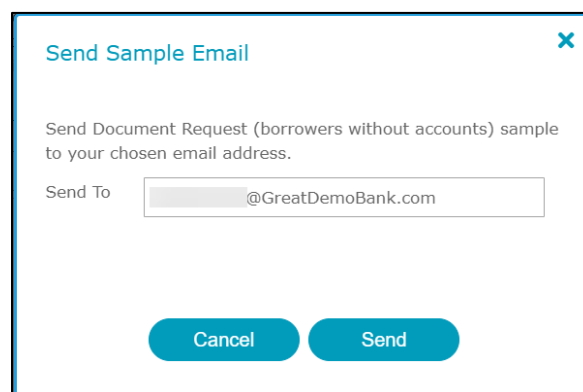 Send Sample Email
Send Document Request (borrowers without accounts) sample
to your chosen email address.
Send To
@GreatDemoBank.com
Cancel
Send